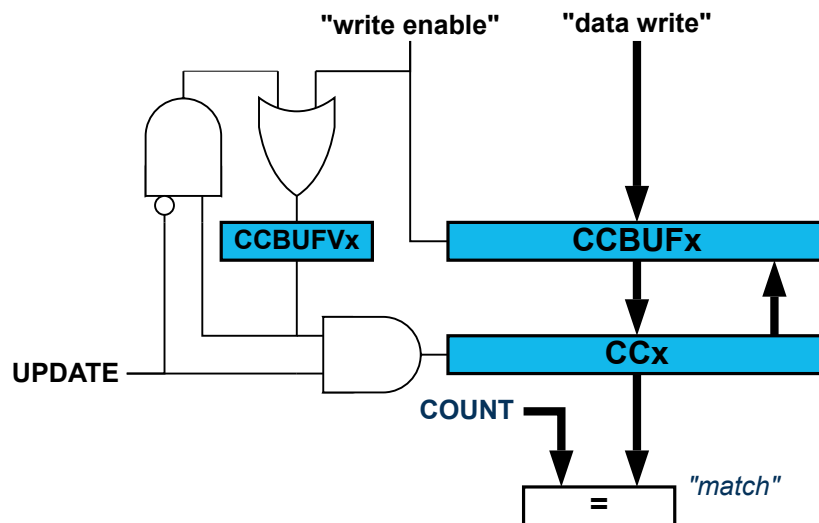 "write enable" "data write"
CCBUFVx
CCBUFx
CCx
UPDATE
COUNT
"match"
=